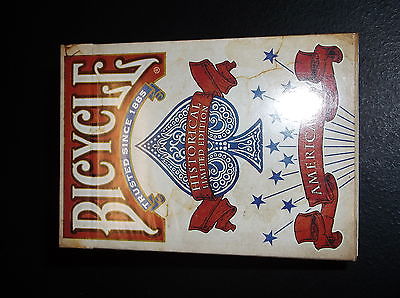 BICYCLE
®
TRUSTED SINCE 1885
HISTORICAL
LIMITED EDITION
AMERICA